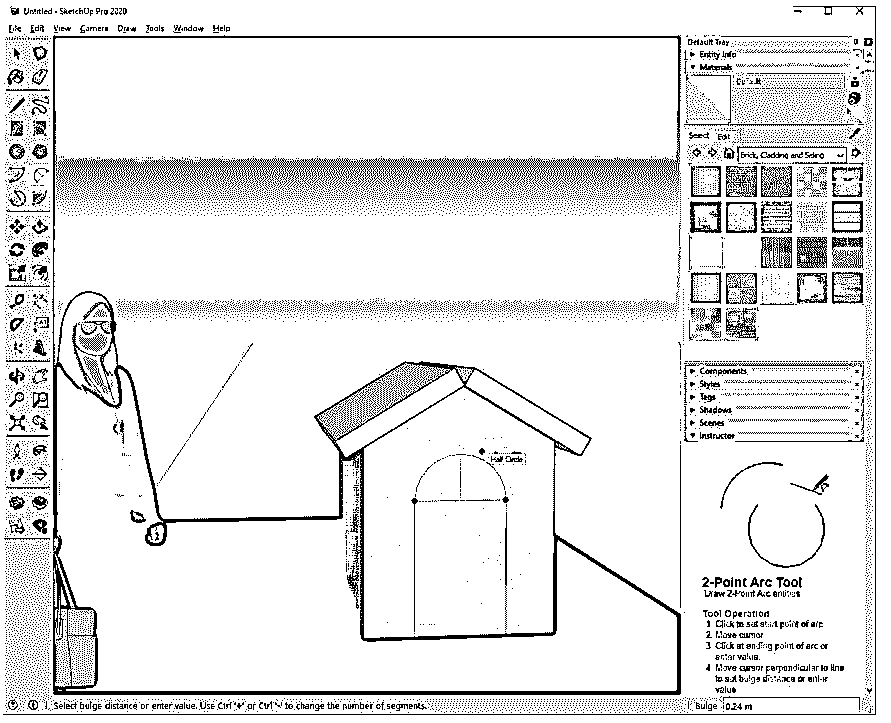 Untitled - SketchUp Pro 2020
File Edit View Camera Draw Tools Window Help
Default Tray
Entity Info
Materials
Default
Select Edit
Brick, Cladding and Siding
Components
Styles
Tags
Shadows
Scenes
Instructor
Half Circle
2-Point Arc Tool
Draw 2-Point Arc entities
Tool Operation
1 Click to set start point of arc
2 Move cursor
3 Click at ending point of arc or
enter value.
4 Move cursor perpendicular to line
to set bulge distance or enter
value
Select bulge distance or enter value. Use Ctrl '+' or Ctrl '-' to change the number of segments.
Bulge 0.24 m